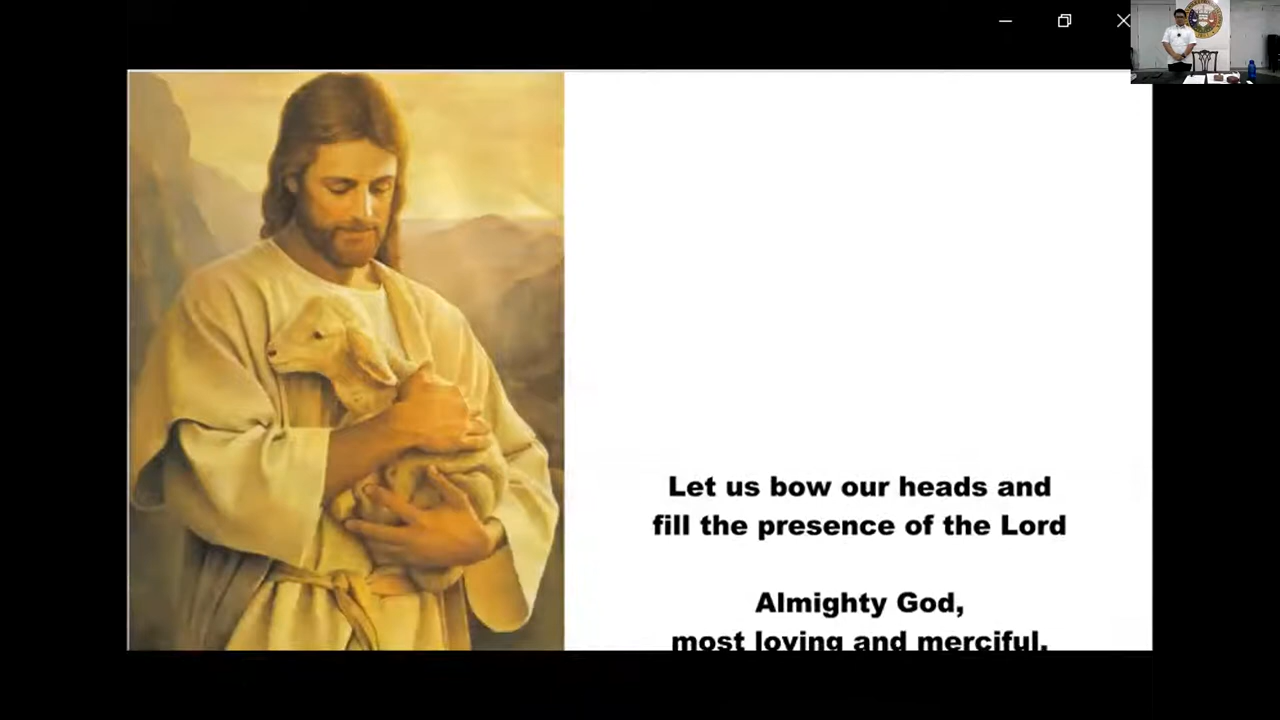 Let us bow our heads and
fill the presence of the Lord
Almighty God,
most loving and merciful,